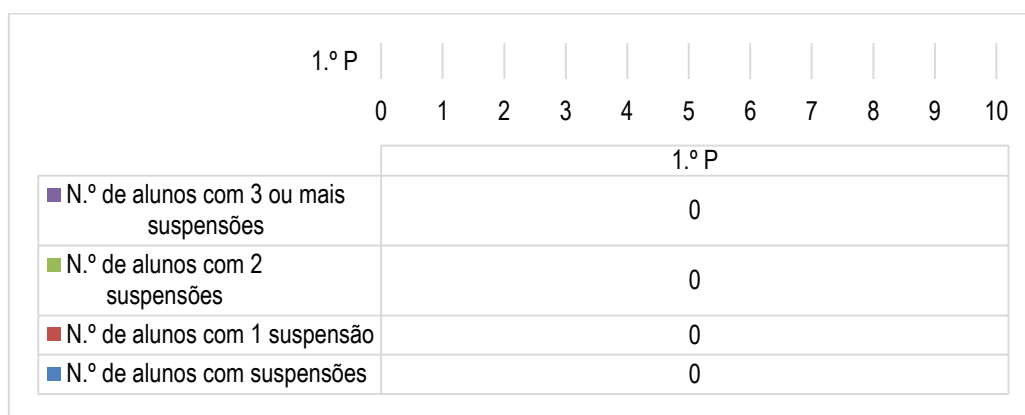 1.º P
0 1 2 3 4 5 6 7 8 9 10
1.º P
N.º de alunos com 3 ou mais
suspensões
0
N.º de alunos com 2
suspensões
0
N.º de alunos com 1 suspensão 0
N.º de alunos com suspensões 0